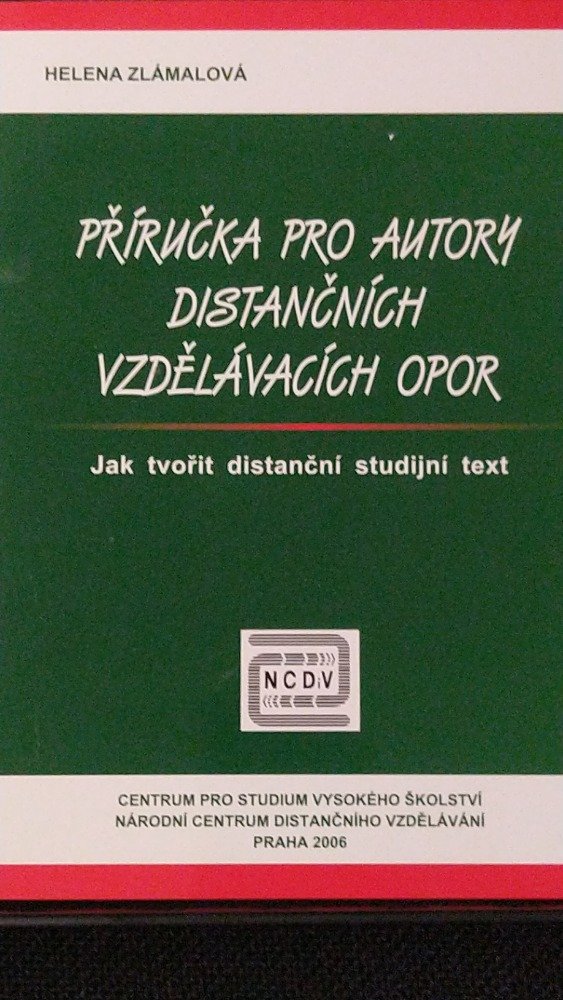 HELENA ZLÁMALOVÁ
PŘÍRUČKA PRO AUTORY
DISTANČNÍCH
VZDĚLÁVACÍCH OPOR
Jak tvořit distanční studijní text
NCDiV
CENTRUM PRO STUDIUM VYSOKÉHO ŠKOLSTVÍ
NÁRODNÍ CENTRUM DISTANČNÍHO VZDĚLÁVÁNÍ
PRAHA 2006